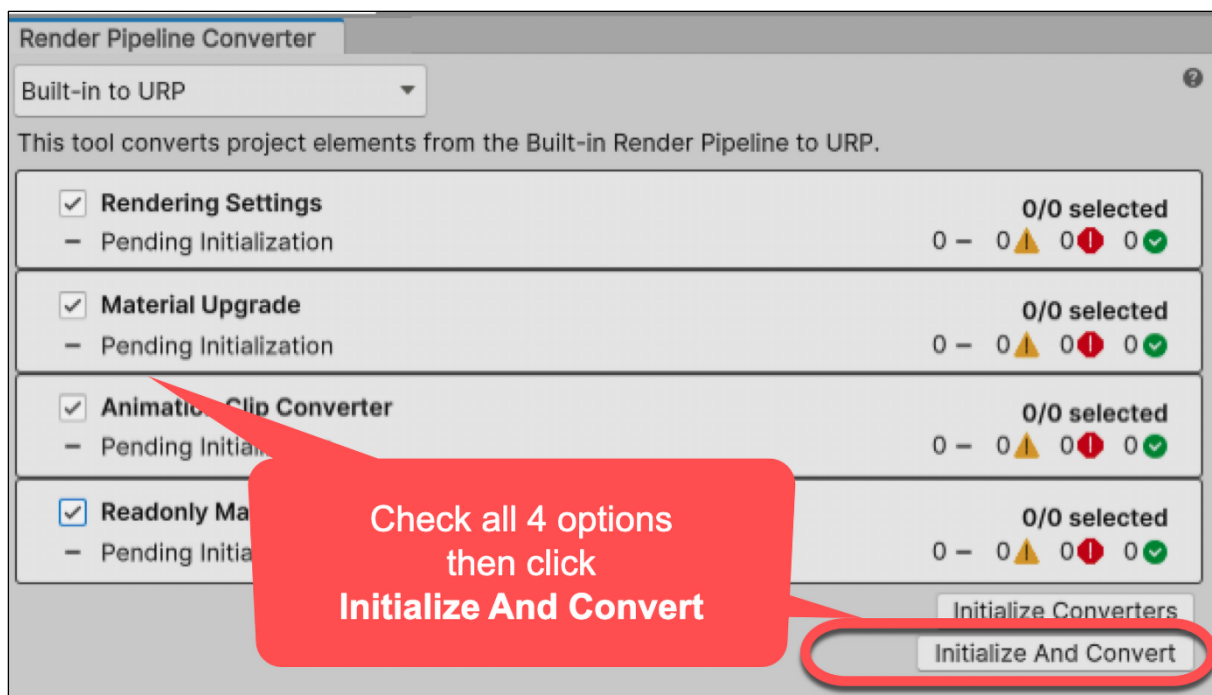 Render Pipeline Converter
Built-in to URP
This tool converts project elements from the Built-in Render Pipeline to URP.
Rendering Settings
0/0 selected
– Pending Initialization
0 – 0 0 0
Material Upgrade
0/0 selected
– Pending Initialization
0 – 0 0 0
Animation Clip Converter
0/0 selected
– Pending
0 – 0 0 0
Readonly
0/0 selected
– Pending
0 – 0 0 0
Check all 4 options
then click
Initialize And Convert
Initialize Converters
Initialize And Convert